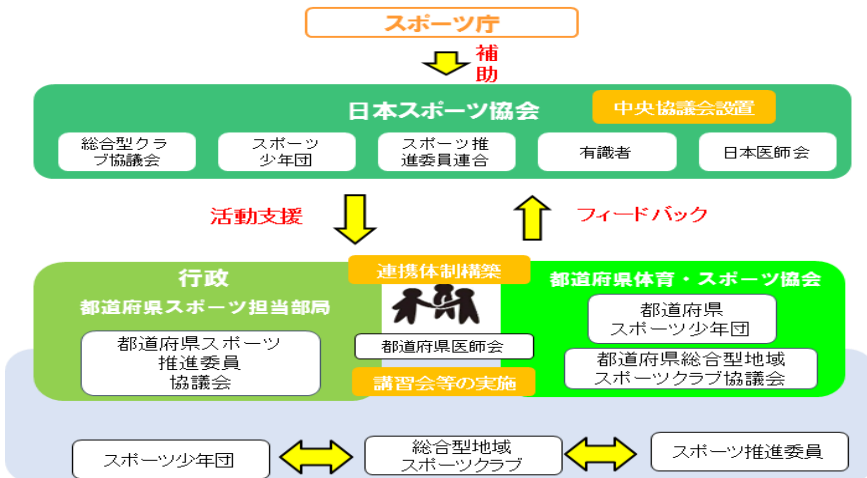 スポーツ庁
補
助
日本スポーツ協会
中央協議会設置
総合型クラ
ブ協議会
スポーツ
少年団
スポーツ推
進委員連合
有識者
日本医師会
活動支援
フィードバック
行政
都道府県スポーツ担当部局
都道府県スポーツ
推進委員
協議会
連携体制構築
都道府県医師会
講習会等の実施
都道府県体育・スポーツ協会
都道府県
スポーツ少年団
都道府県総合型地域
スポーツクラブ協議会
スポーツ少年団
総合型地域
スポーツクラブ
スポーツ推進委員